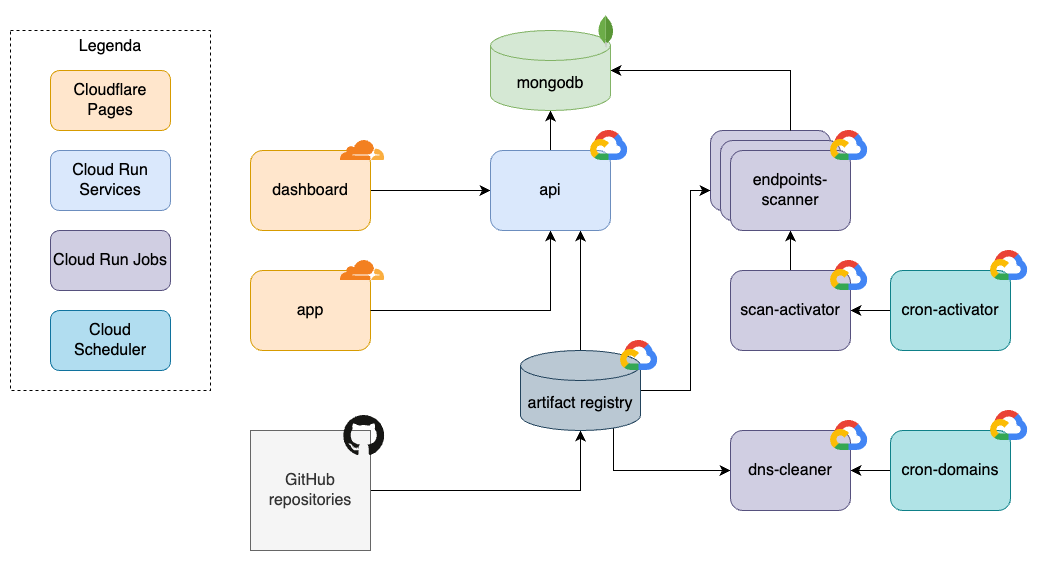 Legenda
Cloudflare
Pages
Cloud Run
Services
Cloud Run Jobs
Cloud
Scheduler
mongodb
dashboard
api
endpoints-
scanner
app
scan-activator
cron-activator
artifact registry
GitHub
repositories
dns-cleaner
cron-domains